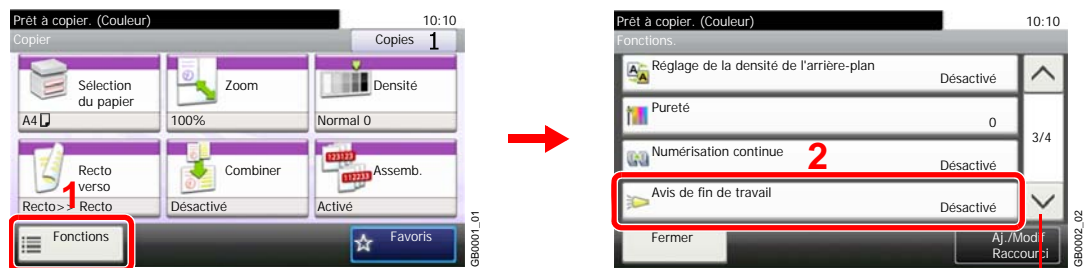 Prêt à copier. (Couleur) 10:10
Copier Copies 1
Sélection
du papier
A4
Zoom
100%
Densité
Normal 0
Recto
verso
Recto>> Recto
Combiner
Désactivé
123123
112233
Assemb.
Activé
1
Fonctions
Favoris
GB0001_01
Prêt à copier. (Couleur) 10:10
Fonctions.
Réglage de la densité de l'arrière-plan
Désactivé
Pureté
0
3/4
Numérisation continue
Désactivé
2
Avis de fin de travail
Désactivé
Fermer
Aj./Modif
Raccourci
GB0002_02